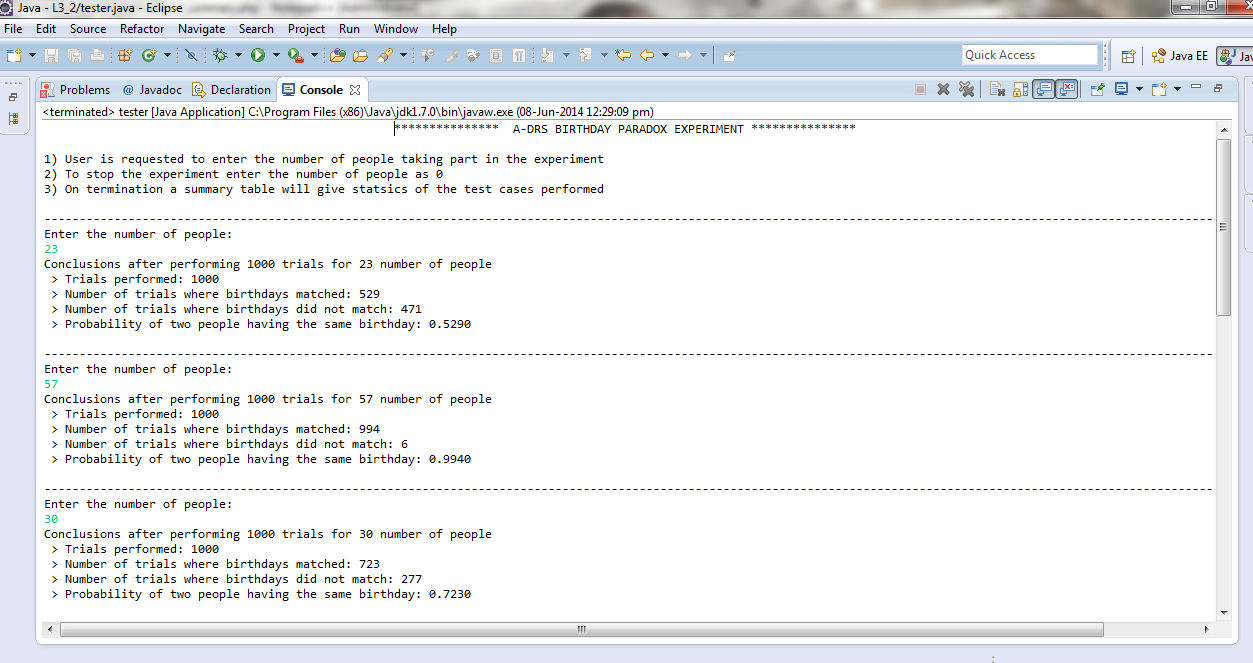 Java - L3_2/tester.java - Eclipse
File Edit Source Refactor Navigate Search Project Run Window Help
Quick Access
Java EE
Jav
Problems @ Javadoc Declaration Console
<terminated> tester [Java Application] C:\Program Files (x86)\Java\jdk1.7.0\bin\javaw.exe (08-Jun-2014 12:29:09 pm)
*************** A-DRS BIRTHDAY PARADOX EXPERIMENT ***************
1) User is requested to enter the number of people taking part in the experiment
2) To stop the experiment enter the number of people as 0
3) On termination a summary table will give statsics of the test cases performed
Enter the number of people:
23
Conclusions after performing 1000 trials for 23 number of people
> Trials performed: 1000
> Number of trials where birthdays matched: 529
> Number of trials where birthdays did not match: 471
> Probability of two people having the same birthday: 0.5290
Enter the number of people:
57
Conclusions after performing 1000 trials for 57 number of people
> Trials performed: 1000
> Number of trials where birthdays matched: 994
> Number of trials where birthdays did not match: 6
> Probability of two people having the same birthday: 0.9940
Enter the number of people:
30
Conclusions after performing 1000 trials for 30 number of people
> Trials performed: 1000
> Number of trials where birthdays matched: 723
> Number of trials where birthdays did not match: 277
> Probability of two people having the same birthday: 0.7230